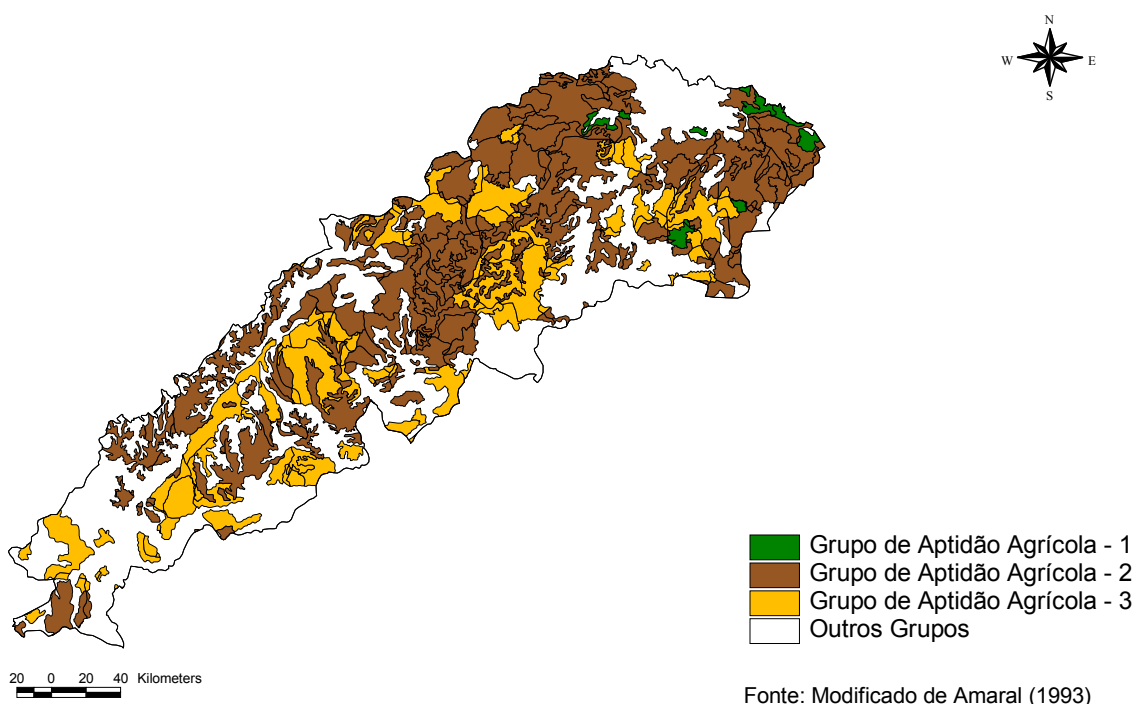 N
W E
S
Grupo de Aptidão Agrícola - 1
Grupo de Aptidão Agrícola - 2
Grupo de Aptidão Agrícola - 3
Outros Grupos
20 0 20 40 Kilometers
Fonte: Modificado de Amaral (1993)